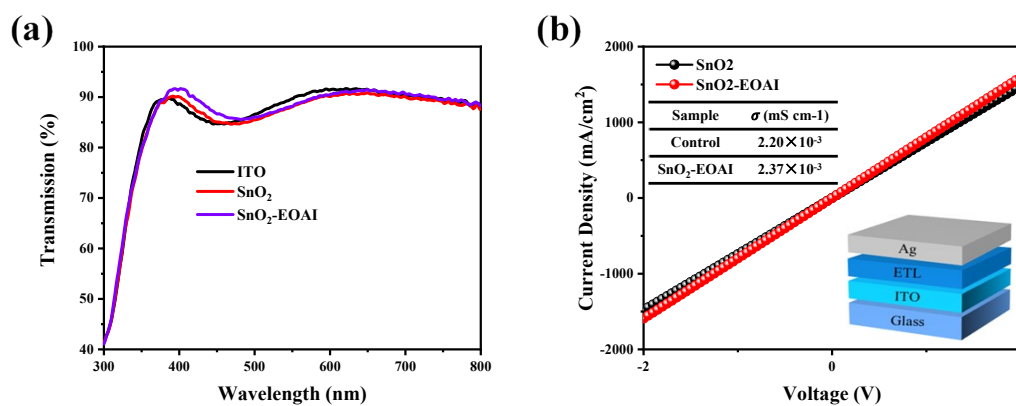 (a)
100
90
80
70
60
50
40
300
400
500
600
700
800
Transmission (%)
Wavelength (nm)
ITO
SnO₂
SnO₂-EOAI
(b)
2000
1000
0
-1000
-2000
-2
0
Current Density (mA/cm²)
Voltage (V)
SnO2
SnO2-EOAI
Sample σ (mS cm-1)
Control 2.20×10⁻³
SnO₂-EOAI 2.37×10⁻³
Ag
ETL
ITO
Glass